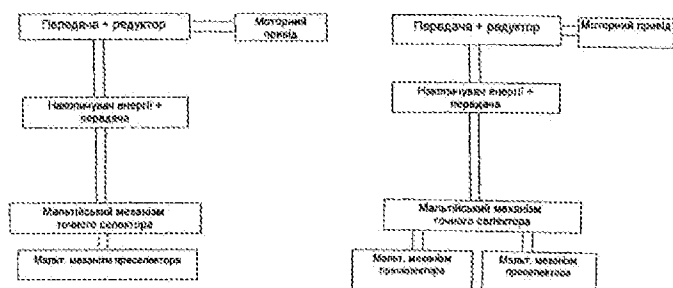 Передача + редуктор
Моторний
привід
Накопичувач енергії +
передача
Мальтійський механізм
точного селектора
Мальт. механізм преселектора
Передача + редуктор
Моторний привід
Накопичувач енергії +
передача
Мальтійський механізм
точного селектора
Мальт. механізм
преселектора
Мальт. механізм
преселектора